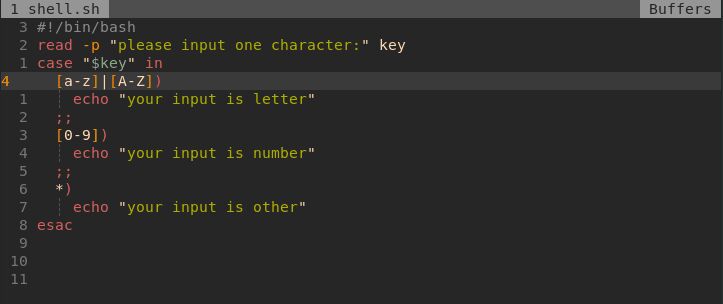 1 shell.sh Buffers
3 #!/bin/bash
2 read -p "please input one character:" key
1 case "$key" in
4 [a-z]|[A-Z])
1 echo "your input is letter"
2 ;;
3 [0-9])
4 echo "your input is number"
5 ;;
6 *)
7 echo "your input is other"
8 esac
9
10
11